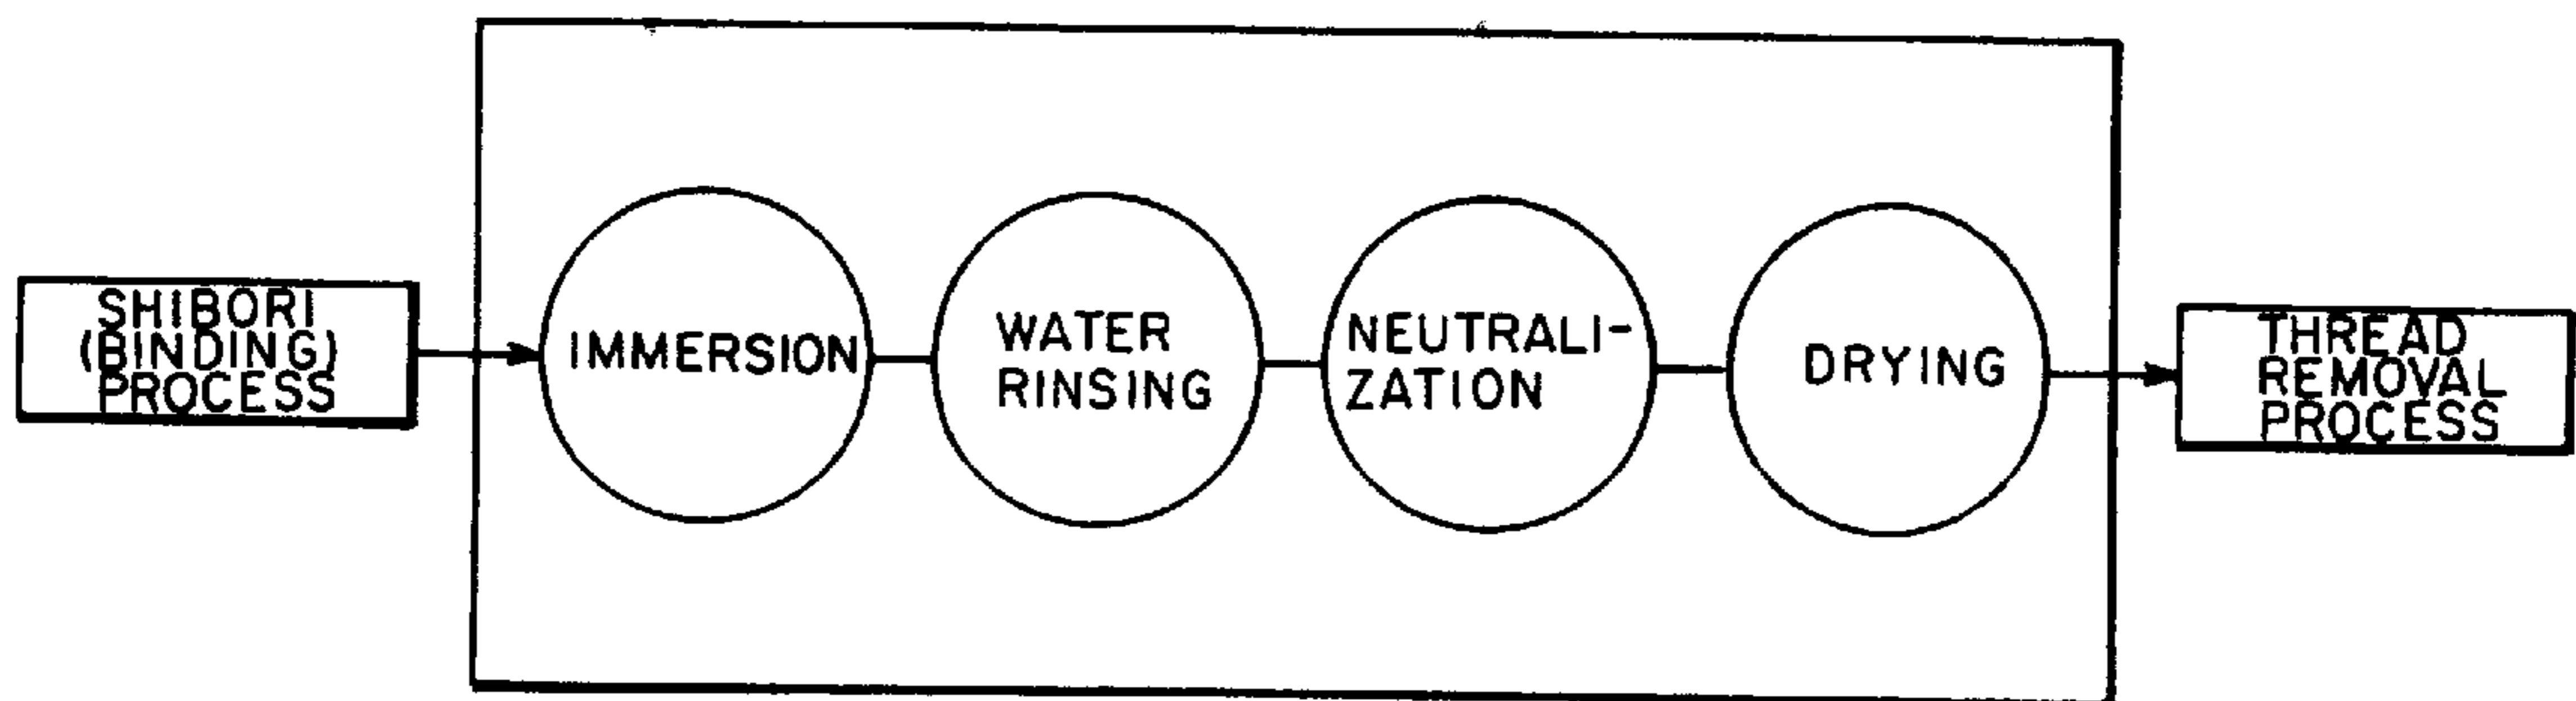 SHIBORI
(BINDING)
PROCESS
IMMERSION
WATER
RINSING
NEUTRALI-
ZATION
DRYING
THREAD
REMOVAL
PROCESS